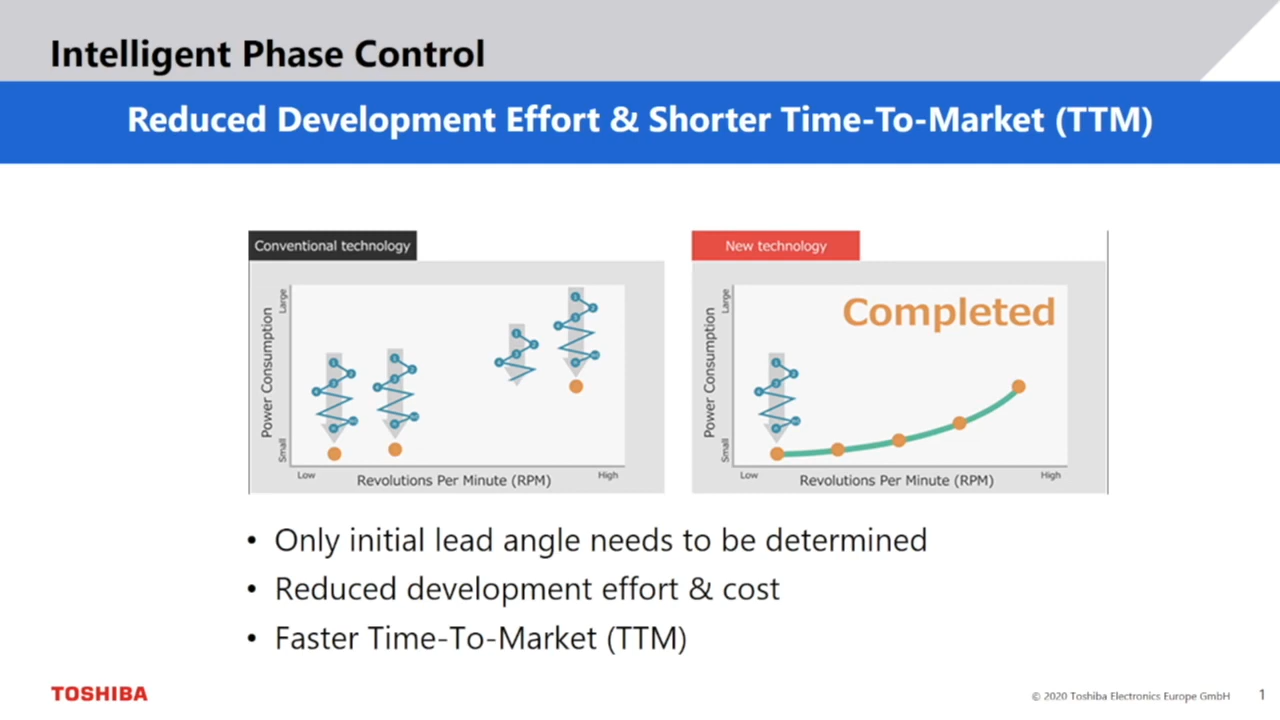 Intelligent Phase Control
Reduced Development Effort & Shorter Time-To-Market (TTM)
Conventional technology
Large
Power Consumption
Small
Low
Revolutions Per Minute (RPM)
High
New technology
Completed
Large
Power Consumption
Small
Low
Revolutions Per Minute (RPM)
High
• Only initial lead angle needs to be determined
• Reduced development effort & cost
• Faster Time-To-Market (TTM)
TOSHIBA
© 2020 Toshiba Electronics Europe GmbH
1